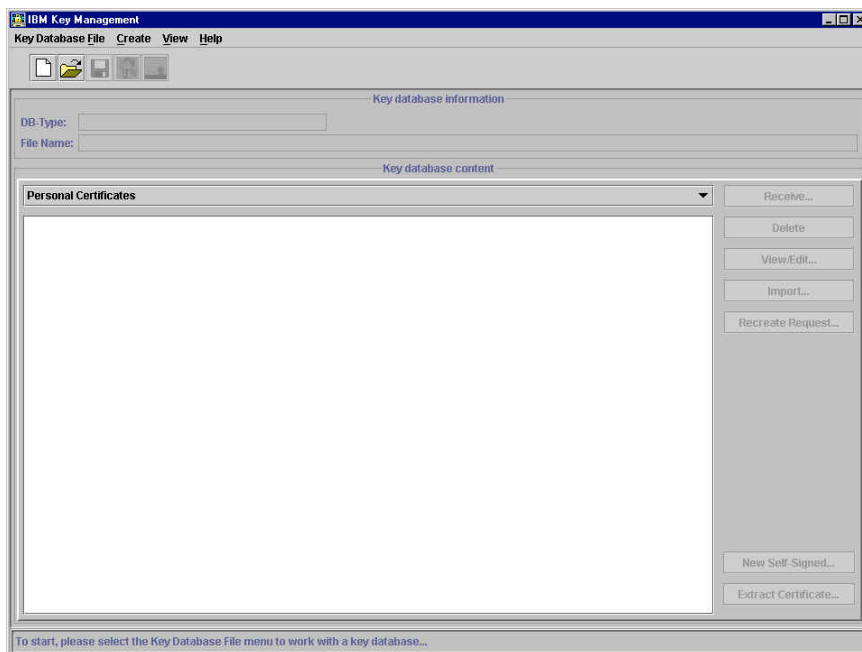 IBM Key Management
Key Database File Create View Help
Key database information
DB-Type:
File Name:
Key database content
Personal Certificates
Receive...
Delete
View/Edit...
Import...
Recreate Request...
New Self-Signed...
Extract Certificate...
To start, please select the Key Database File menu to work with a key database...